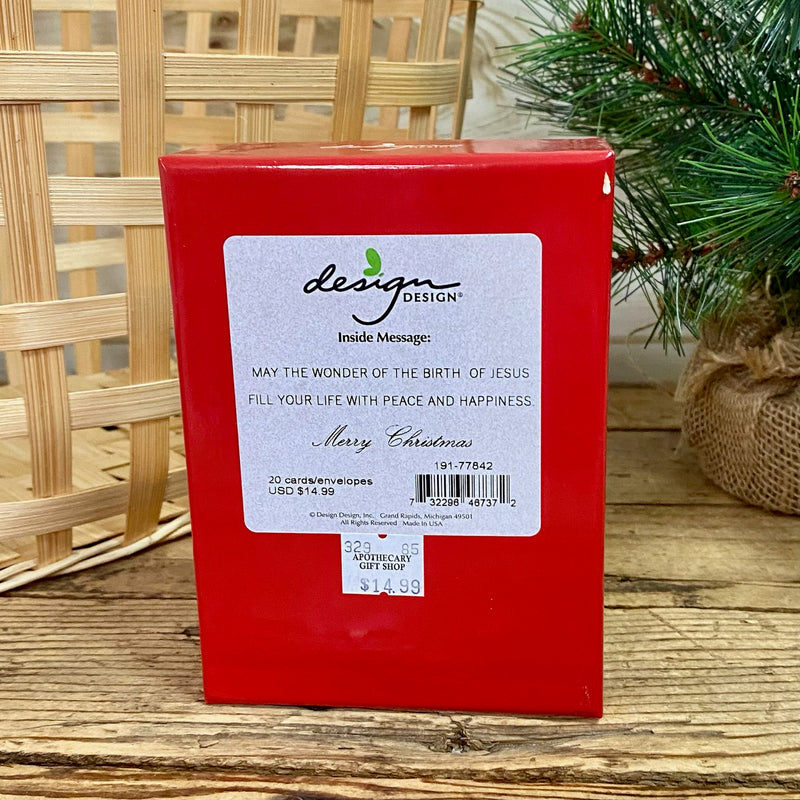 design
DESIGN®
Inside Message:
MAY THE WONDER OF THE BIRTH OF JESUS
FILL YOUR LIFE WITH PEACE AND HAPPINESS.
Merry Christmas
191-77842
20 cards/envelopes
USD $14.99
7 32296 46737 2
© Design Design, Inc. Grand Rapids, Michigan 49501
All Rights Reserved Made in USA
329 85
APOTHECARY
GIFT SHOP
$14.99